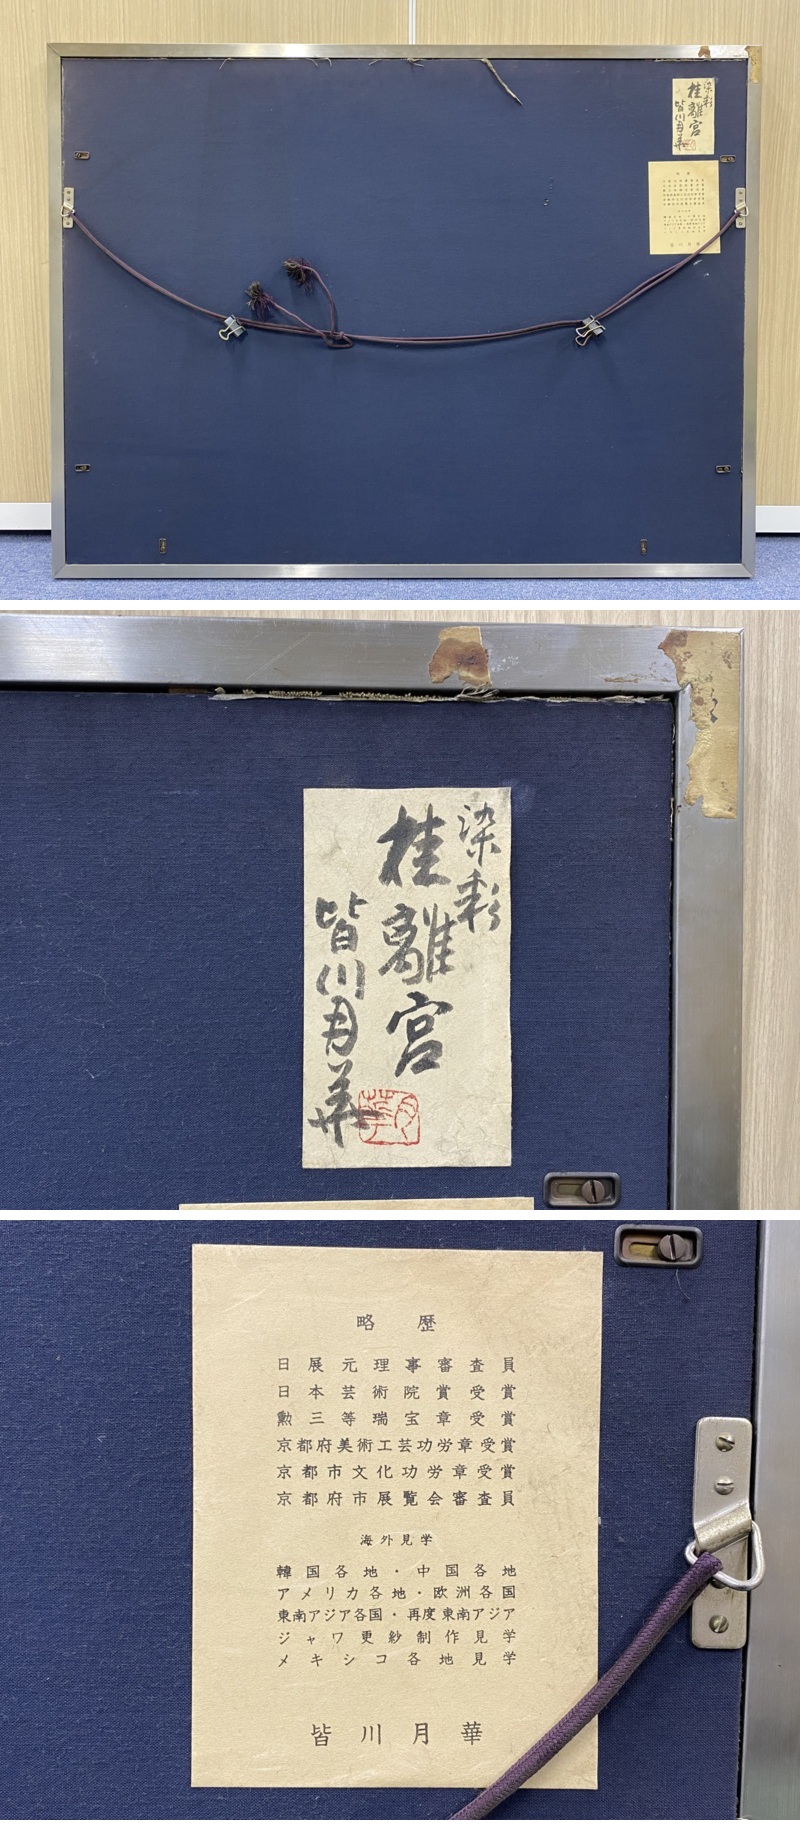 染彩
桂離宮
皆川月華
月華
略歴
日展元理事審査員
日本芸術院賞受賞
勲三等瑞宝章受賞
京都府美術工芸功労章受賞
京都市文化功労章受賞
京都府市展覧会審査員
海外見学
韓国各地・中国各地
アメリカ各地・欧洲各国
東南アジア各国・再度東南アジア
ジャワ更紗制作見学
メキシコ各地見学
皆川月華